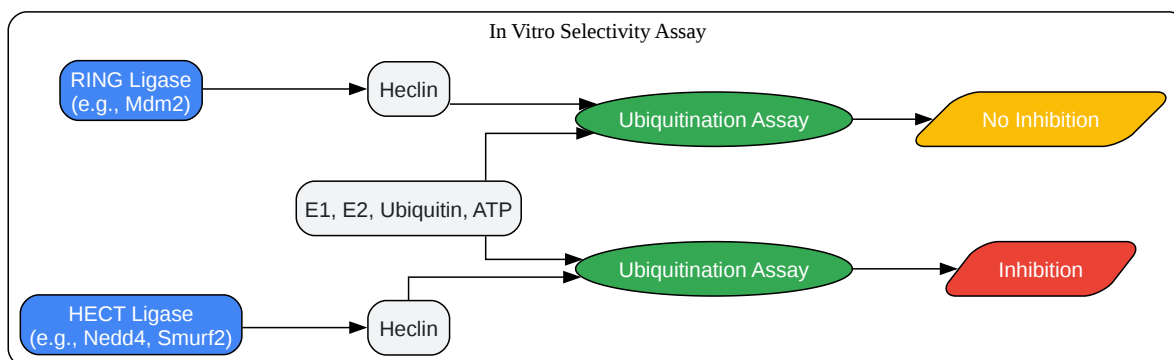 In Vitro Selectivity Assay
RING Ligase
(e.g., Mdm2)
Heclin
Ubiquitination Assay
No Inhibition
E1, E2, Ubiquitin, ATP
HECT Ligase
(e.g., Nedd4, Smurf2)
Heclin
Ubiquitination Assay
Inhibition